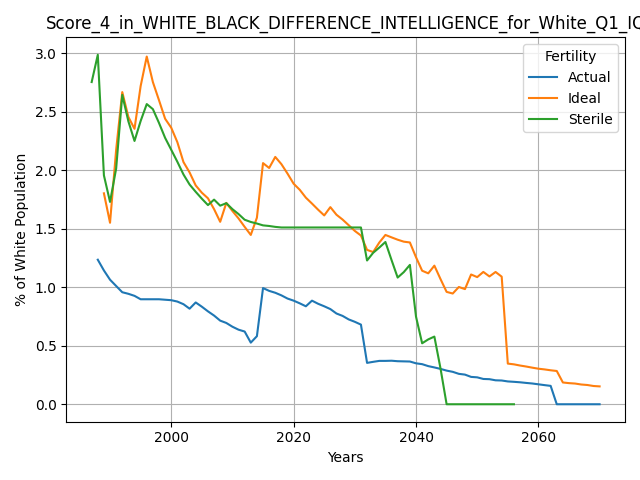 Score_4_in_WHITE_BLACK_DIFFERENCE_INTELLIGENCE_for_White_Q1_IQ
Fertility
Actual
Ideal
Sterile
% of White Population
3.0
2.5
2.0
1.5
1.0
0.5
0.0
2000 2020 2040 2060
Years